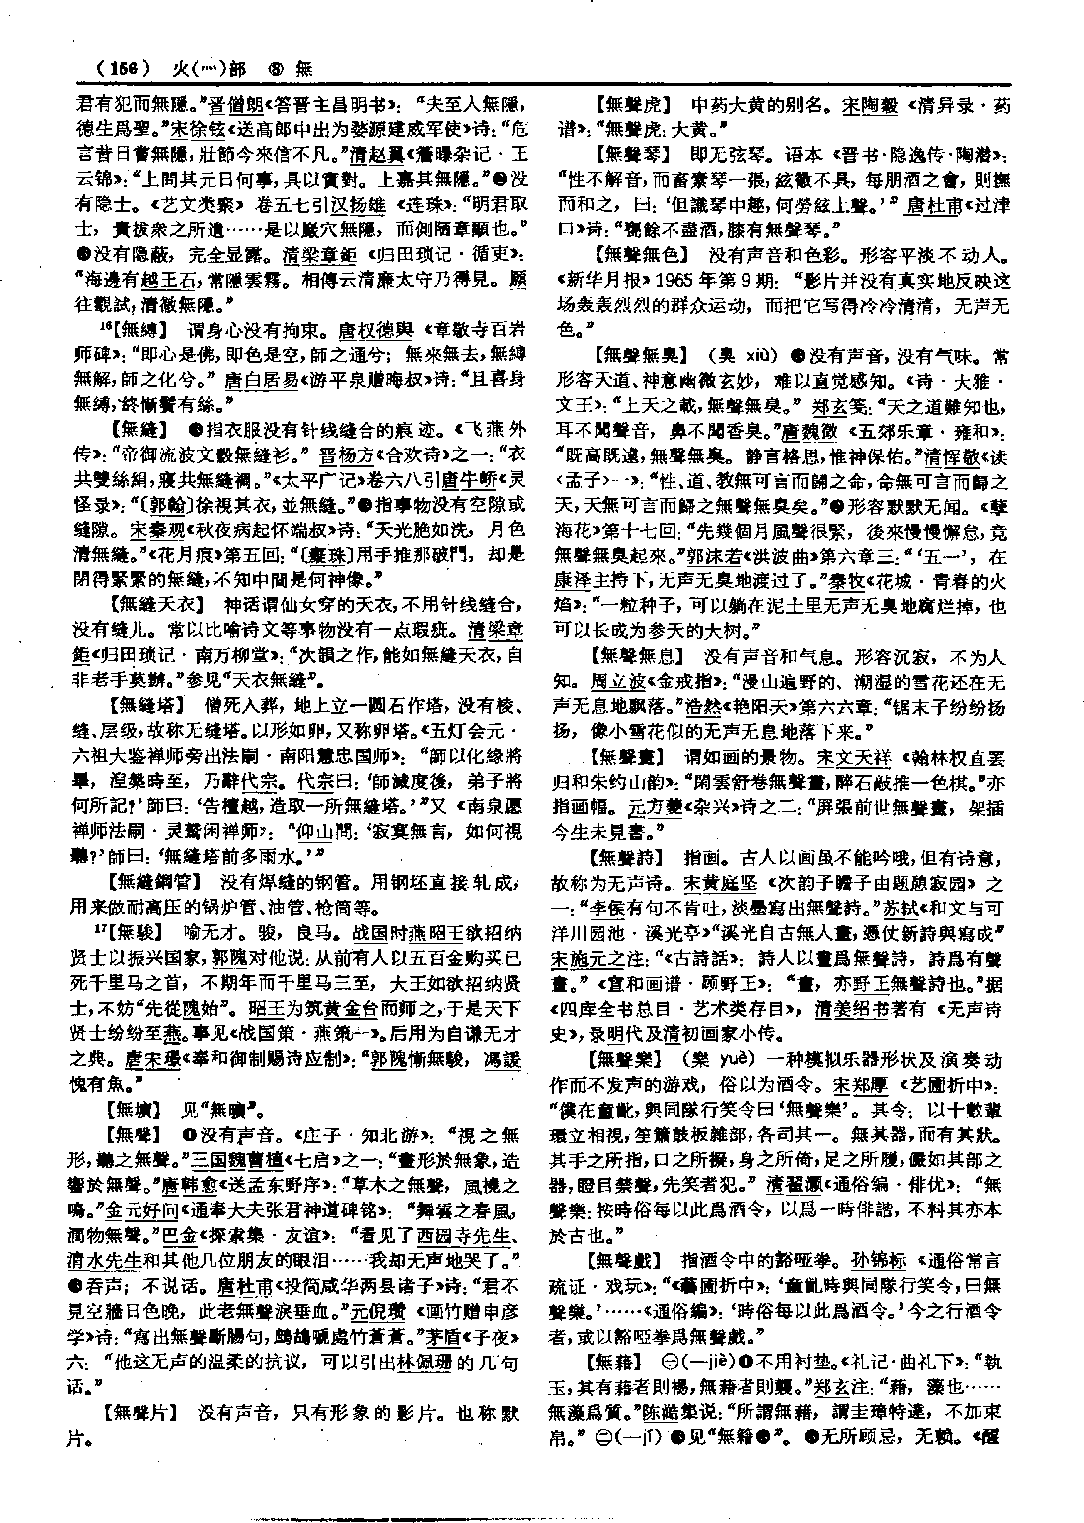 (156) 火(灬)部 ⑧ 無
君有犯而無隱。”晋僧朗《答晋主昌明书》：“夫至人無隱，
德生爲聖。”宋徐铉《送高郎中出为婺源建威军使》诗：“危
言昔日嘗無隱，壯節今來信不凡。”清赵翼《簷曝杂记·王
云锦》：“上問其元日何事，具以實對。上嘉其無隱。”❷没
有隐士。《艺文类聚》卷五七引汉扬雄《连珠》：“明君取
士，貴拔衆之所遺……是以巖穴無隱，而側陋章顯也。”
❸没有隐蔽，完全显露。清梁章鉅《归田琐记·循吏》：
“海邊有越王石，常隱雲霧。相傳云清廉太守乃得見。願
往觀試，清徹無隱。”
16【無縛】 谓身心没有拘束。唐权德舆《章敬寺百岩
师碑》：“即心是佛，即色是空，師之通兮；無來無去，無縛
無解，師之化兮。”唐白居易《游平泉赠晦叔》诗：“且喜身
無縛，終慚鬢有絲。”
【無縫】 ❶指衣服没有针线缝合的痕迹。《飞燕外
传》：“帝御流波文縠無縫衫。”晋杨方《合欢诗》之一：“衣
共雙絲絹，寢共無縫裯。”《太平广记》卷六八引唐牛峤《灵
怪录》：“〔郭翰〕徐視其衣，並無縫。”❷指事物没有空隙或
缝隙。宋秦观《秋夜病起怀端叔》诗：“天光脆如洗，月色
清無縫。”《花月痕》第五回：“〔癡珠〕用手推那破門，却是
閉得緊緊的無縫，不知中間是何神像。”
【無縫天衣】 神话谓仙女穿的天衣，不用针线缝合，
没有缝儿。常以比喻诗文等事物没有一点瑕疵。清梁章
鉅《归田琐记·南万柳堂》：“次韻之作，能如無縫天衣，自
非老手莫辦。”参见“天衣無縫”。
【無縫塔】 僧死入葬，地上立一圆石作塔，没有棱、
缝、层级，故称无缝塔。以形如卵，又称卵塔。《五灯会元·
六祖大鉴禅师旁出法嗣·南阳慧忠国师》：“師以化緣將
畢，涅槃時至，乃辭代宗。代宗曰：‘師滅度後，弟子將
何所記？’師曰：‘告檀越，造取一所無縫塔。’”又《南泉愿
禅师法嗣·灵鹫闲禅师》：“仰山問：‘寂寞無言，如何視
聽？’師曰：‘無縫塔前多雨水。’”
【無縫鋼管】 没有焊缝的钢管。用钢坯直接轧成，
用来做耐高压的锅炉管、油管、枪筒等。
17【無駿】 喻无才。骏，良马。战国时燕昭王欲招纳
贤士以振兴国家，郭隗对他说：从前有人以五百金购买已
死千里马之首，不期年而千里马三至，大王如欲招纳贤
士，不妨“先從隗始”。昭王为筑黄金台而师之，于是天下
贤士纷纷至燕。事见《战国策·燕策一》。后用为自谦无才
之典。唐宋璟《奉和御制赐诗应制》：“郭隗慚無駿，馮諼
愧有魚。”
【無壙】 见“無曠”。
【無聲】 ❶没有声音。《庄子·知北游》：“視之無
形，聽之無聲。”三国魏曹植《七启》之一：“畫形於無象，造
響於無聲。”唐韩愈《送孟东野序》：“草木之無聲，風撓之
鳴。”金元好问《通奉大夫张君神道碑铭》：“舞雩之春風，
潤物無聲。”巴金《探索集·友谊》：“看见了西园寺先生、
清水先生和其他几位朋友的眼泪……我却无声地哭了。”
❷吞声；不说话。唐杜甫《投简咸华两县诸子》诗：“君不
見空牆日色晚，此老無聲淚垂血。”元倪瓒《画竹赠申彦
学》诗：“寫出無聲斷腸句，鷓鴣啼處竹蒼蒼。”茅盾《子夜》
六：“他这无声的温柔的抗议，可以引出林佩珊的几句
话。”
【無聲片】 没有声音，只有形象的影片。也称默
片。
【無聲虎】 中药大黄的别名。宋陶穀《清异录·药
谱》：“無聲虎：大黄。”
【無聲琴】 即无弦琴。语本《晋书·隐逸传·陶潜》：
“性不解音，而畜素琴一張，絃徽不具，每朋酒之會，則撫
而和之，曰：‘但識琴中趣，何勞絃上聲。’”唐杜甫《过津
口》诗：“甕餘不盡酒，膝有無聲琴。”
【無聲無色】 没有声音和色彩。形容平淡不动人。
《新华月报》1965年第9期：“影片并没有真实地反映这
场轰轰烈烈的群众运动，而把它写得冷冷清清，无声无
色。”
【無聲無臭】 (臭 xiù) ❶没有声音，没有气味。常
形容天道、神意幽微玄妙，难以直觉感知。《诗·大雅·
文王》：“上天之載，無聲無臭。”郑玄笺：“天之道難知也，
耳不聞聲音，鼻不聞香臭。”唐魏徵《五郊乐章·雍和》：
“既高既遠，無聲無臭。靜言格思，惟神保佑。”清恽敬《读
〈孟子〉一》：“性、道、教無可言而歸之命，命無可言而歸之
天，天無可言而歸之無聲無臭矣。”❷形容默默无闻。《孽
海花》第十七回：“先幾個月風聲很緊，後來慢慢懈怠，竟
無聲無臭起來。”郭沫若《洪波曲》第六章三：“‘五一’，在
康泽主持下，无声无臭地渡过了。”秦牧《花城·青春的火
焰》：“一粒种子，可以躺在泥土里无声无臭地腐烂掉，也
可以长成为参天的大树。”
【無聲無息】 没有声音和气息。形容沉寂，不为人
知。周立波《金戒指》：“漫山遍野的、潮湿的雪花还在无
声无息地飘落。”浩然《艳阳天》第六六章：“锯末子纷纷扬
扬，像小雪花似的无声无息地落下来。”
【無聲畫】 谓如画的景物。宋文天祥《翰林权直罢
归和朱约山韵》：“閑雲舒卷無聲畫，醉石敲推一色棋。”亦
指画幅。元方夔《杂兴》诗之二：“屏張前世無聲畫，架插
今生未見書。”
【無聲詩】 指画。古人以画虽不能吟哦，但有诗意，
故称为无声诗。宋黄庭坚《次韵子瞻子由题憩寂园》之
一：“李侯有句不肯吐，淡墨寫出無聲詩。”苏轼《和文与可
洋川园池·溪光亭》“溪光自古無人畫，憑仗新詩與寫成”
宋施元之注：“《古詩話》：詩人以畫爲無聲詩，詩爲有聲
畫。”《宣和画谱·顾野王》：“畫，亦野王無聲詩也。”据
《四库全书总目·艺术类存目》，清姜绍书著有《无声诗
史》，录明代及清初画家小传。
【無聲樂】 (樂 yuè) 一种模拟乐器形状及演奏动
作而不发声的游戏，俗以为酒令。宋郑厚《艺圃折中》：
“僕在童齔，與同隊行笑令曰‘無聲樂’。其令：以十數輩
環立相視，笙簫鼓板雜部，各司其一。無其器，而有其狀。
其手之所指，口之所擬，身之所倚，足之所履，儼如其部之
器，瞪目禁聲，先笑者犯。”清翟灏《通俗编·俳优》：“無
聲樂：按時俗每以此爲酒令，以爲一時俳諧，不料其亦本
於古也。”
【無聲戲】 指酒令中的豁哑拳。孙锦标《通俗常言
疏证·戏玩》：“《藝圃折中》：‘童齔時與同隊行笑令，曰無
聲樂。’……《通俗編》：‘時俗每以此爲酒令。’今之行酒令
者，或以豁啞拳爲無聲戲。”
【無藉】 ㊀(－jiè)❶不用衬垫。《礼记·曲礼下》：“執
玉，其有藉者則裼，無藉者則襲。”郑玄注：“藉，藻也……
無藻爲質。”陈澔集说：“所謂無藉，謂圭璋特達，不加束
帛。”㊁(－jí) ❶见“無籍❶”。❷无所顾忌，无赖。《醒